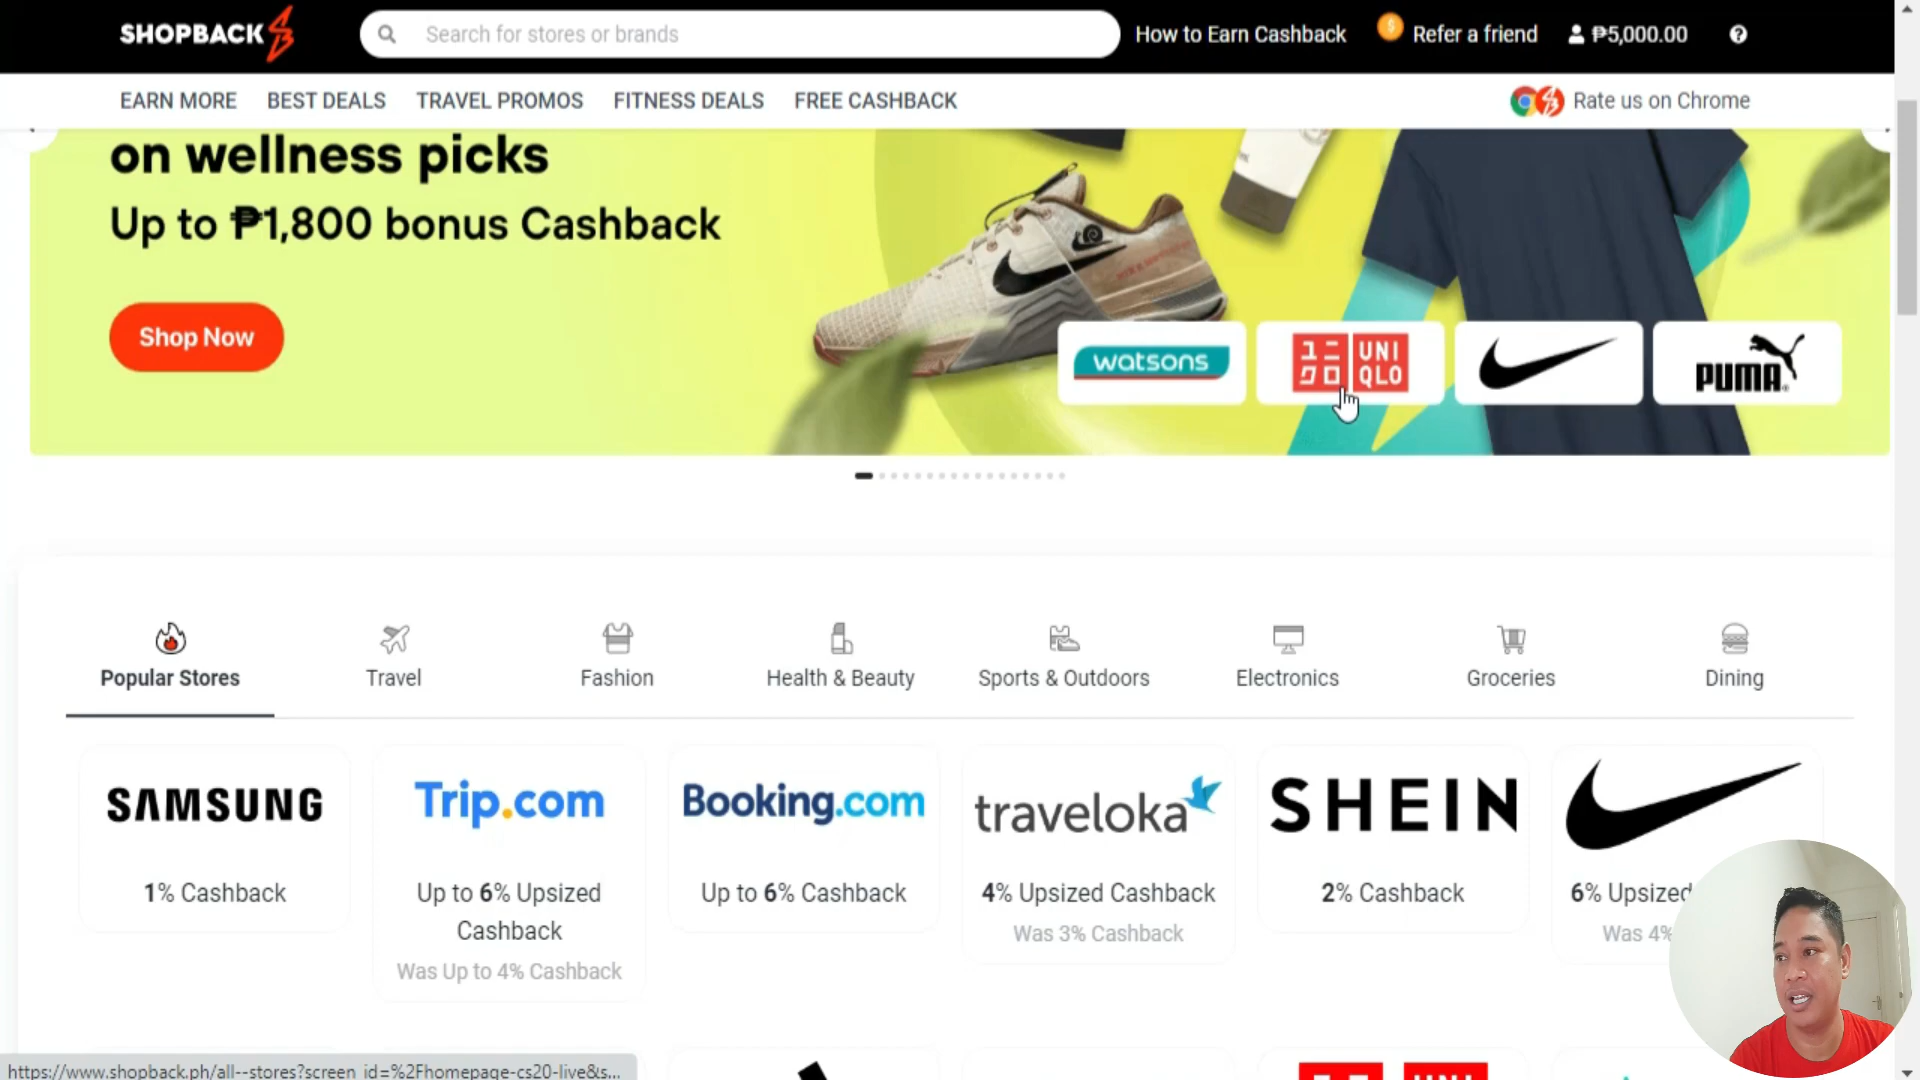 SHOPBACK
Search for stores or brands
How to Earn Cashback
Refer a friend
₱5,000.00
EARN MORE
BEST DEALS
TRAVEL PROMOS
FITNESS DEALS
FREE CASHBACK
Rate us on Chrome
on wellness picks
Up to ₱1,800 bonus Cashback
Shop Now
watsons
ユニ
クロ
UNI
QLO
PUMA
Popular Stores
Travel
Fashion
Health & Beauty
Sports & Outdoors
Electronics
Groceries
Dining
SAMSUNG
1% Cashback
Trip.com
Up to 6% Upsized
Cashback
Was Up to 4% Cashback
Booking.com
Up to 6% Cashback
traveloka
4% Upsized Cashback
Was 3% Cashback
SHEIN
2% Cashback
6% Upsized
Was 4%
https://www.shopback.ph/all--stores?screen_id=%2Fhomepage-cs20-live&s...